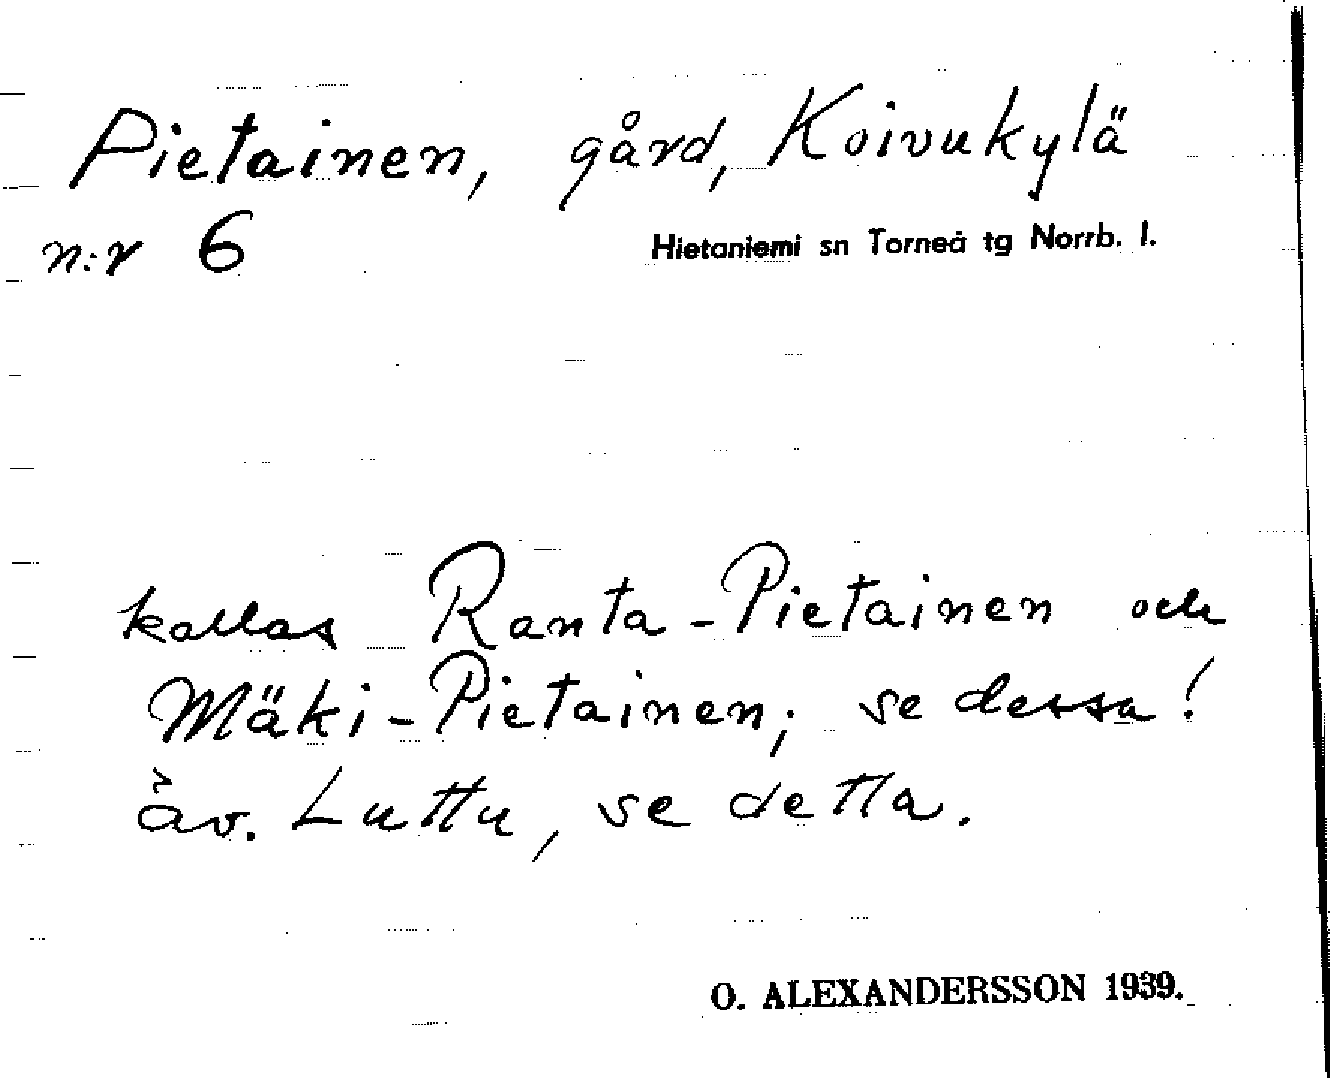 Pietainen, gård, Koivukylä
n:r 6
Hietaniemi sn Torneå tg Norrb. l.
kallas Ranta-Pietainen och
Mäki-Pietainen; se dessa!
äv. Luttu, se detta.
O. ALEXANDERSSON 1939.